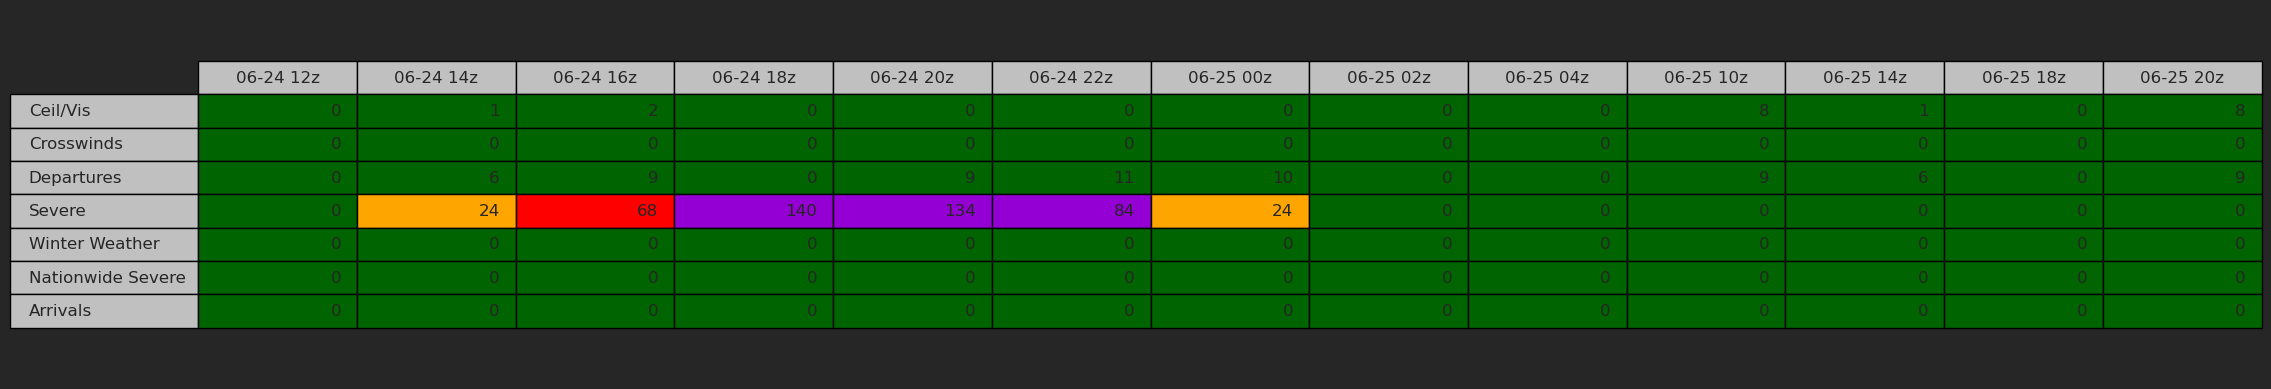 06-24 12z 06-24 14z 06-24 16z 06-24 18z 06-24 20z 06-24 22z 06-25 00z 06-25 02z 06-25 04z 06-25 10z 06-25 14z 06-25 18z 06-25 20z
Ceil/Vis 0 1 2 0 0 0 0 0 0 8 1 0 8
Crosswinds 0 0 0 0 0 0 0 0 0 0 0 0 0
Departures 0 6 9 0 9 11 10 0 0 9 6 0 9
Severe 0 24 68 140 134 84 24 0 0 0 0 0 0
Winter Weather 0 0 0 0 0 0 0 0 0 0 0 0 0
Nationwide Severe 0 0 0 0 0 0 0 0 0 0 0 0 0
Arrivals 0 0 0 0 0 0 0 0 0 0 0 0 0